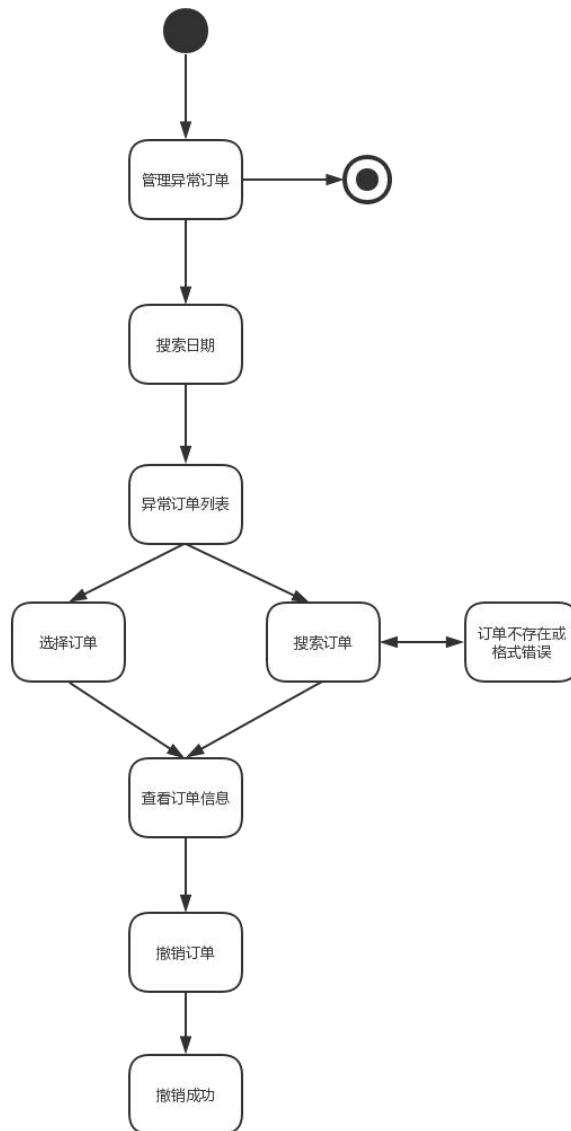 管理异常订单
搜索日期
异常订单列表
选择订单
搜索订单
订单不存在或
格式错误
查看订单信息
撤销订单
撤销成功